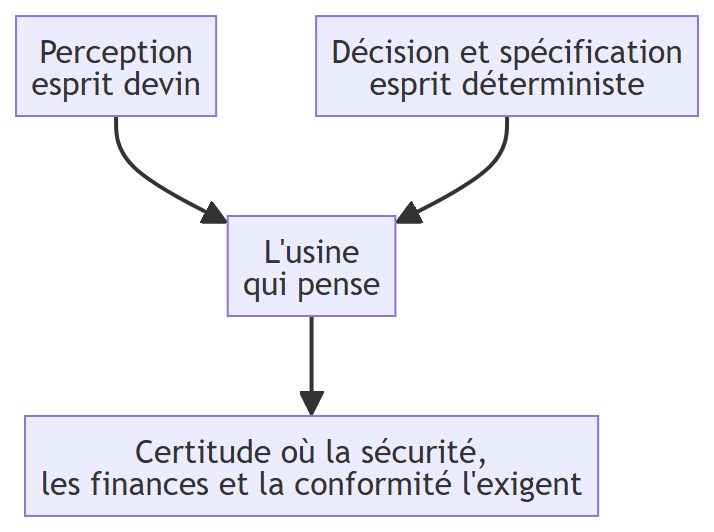 Perception
esprit devin
Décision et spécification
esprit déterministe
L'usine
qui pense
Certitude où la sécurité,
les finances et la conformité l'exigent